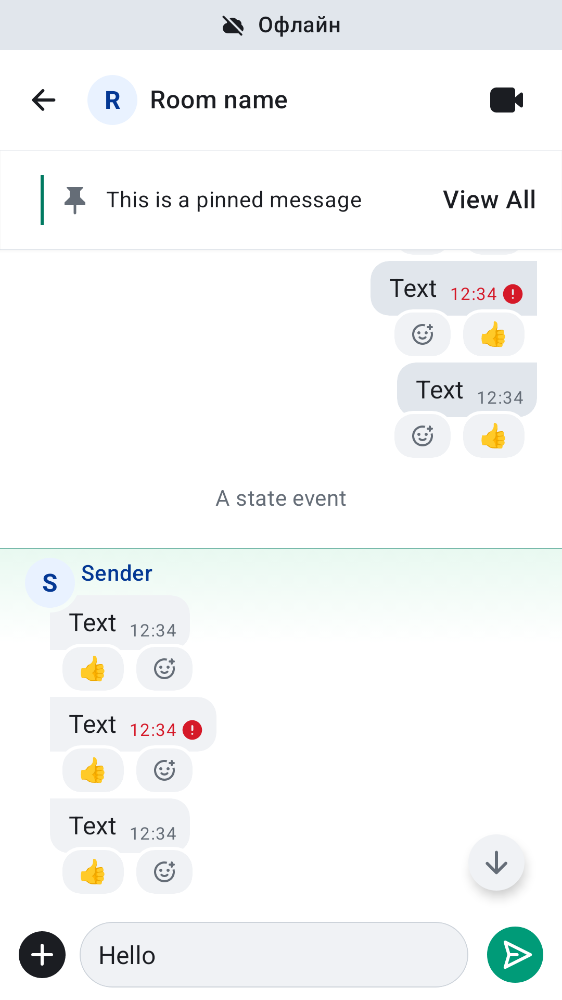 Офлайн
R Room name
This is a pinned message View All
Text 12:34
Text 12:34
A state event
S Sender
Text 12:34
Text 12:34
Text 12:34
Hello